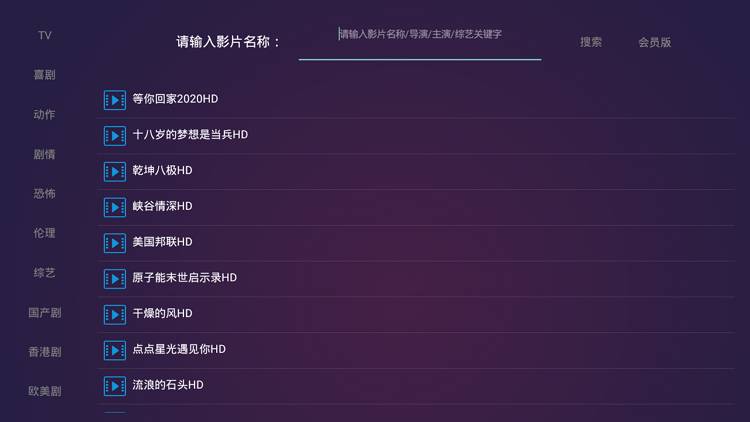 TV
喜剧
动作
剧情
恐怖
伦理
综艺
国产剧
香港剧
欧美剧
请输入影片名称：
请输入影片名称/导演/主演/综艺关键字
搜索
会员版
等你回家2020HD
十八岁的梦想是当兵HD
乾坤八极HD
峡谷情深HD
美国邦联HD
原子能末世启示录HD
干燥的风HD
点点星光遇见你HD
流浪的石头HD